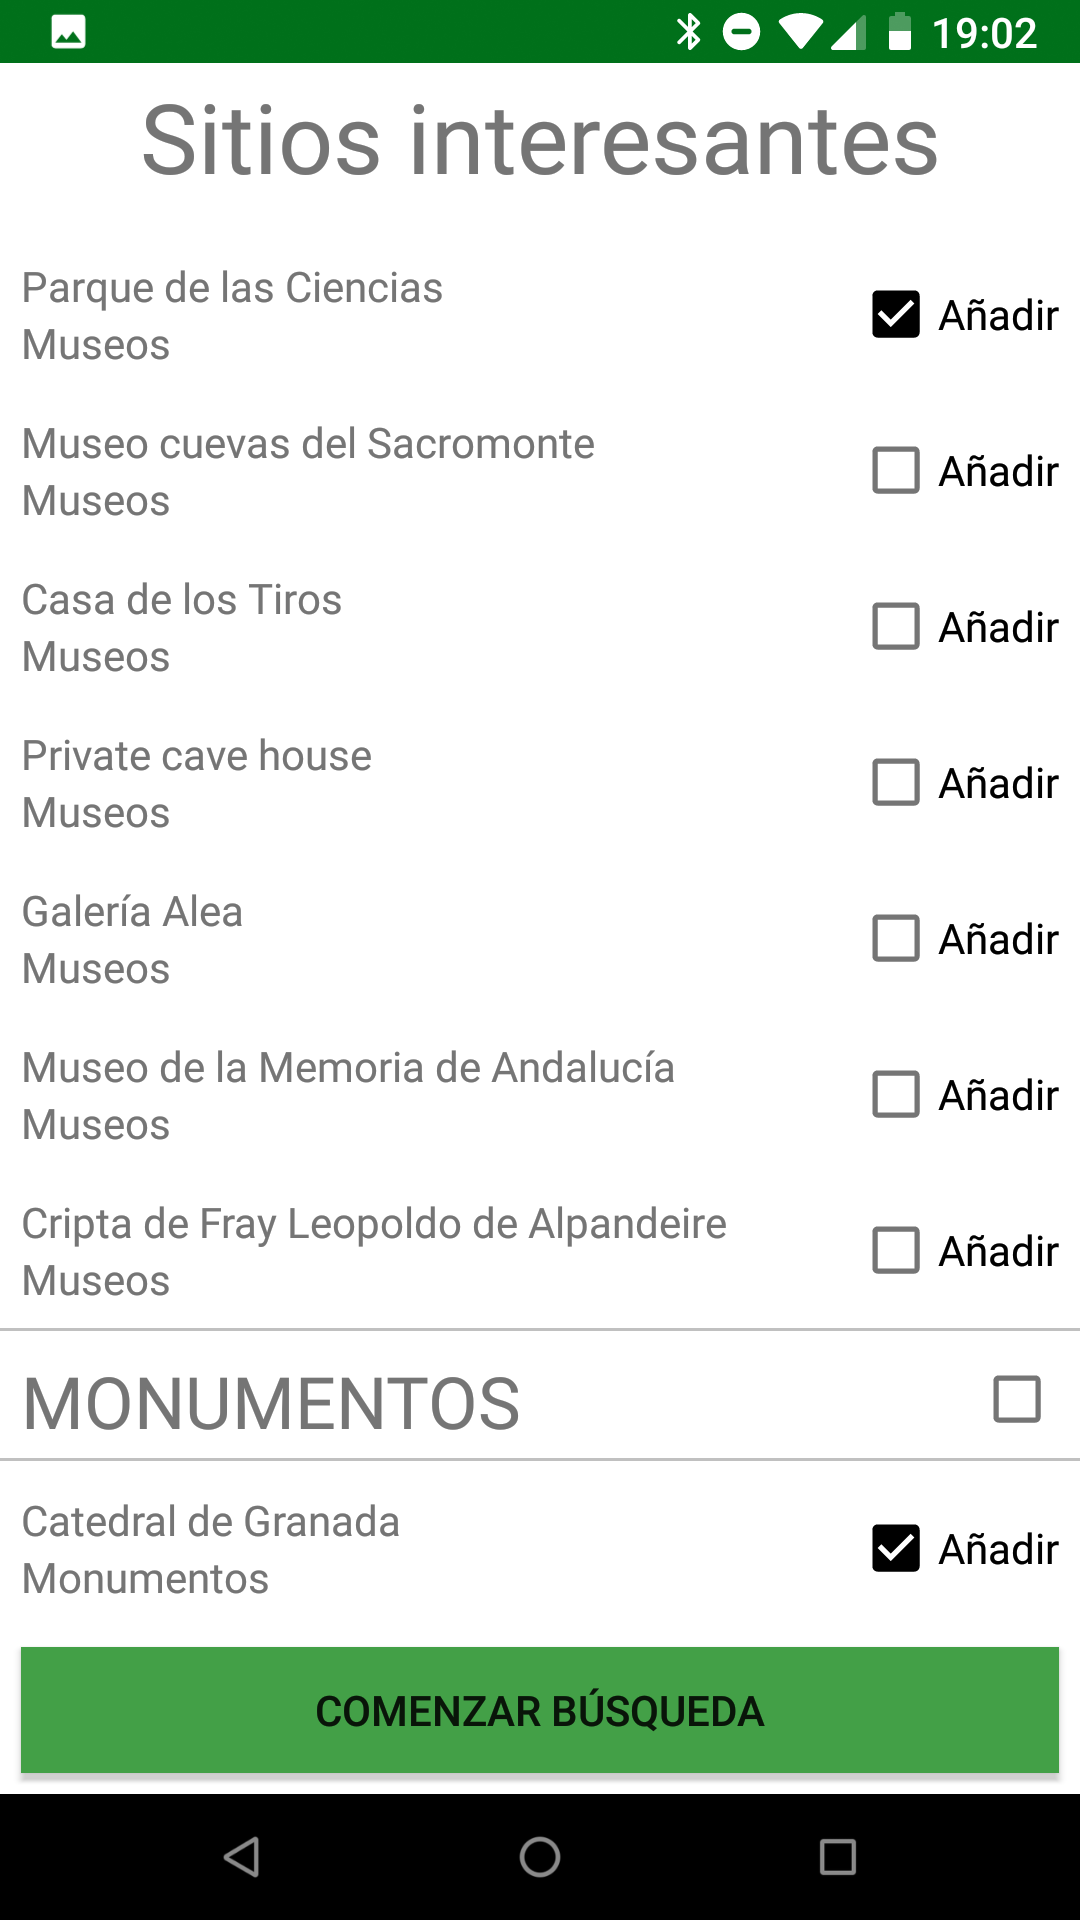 19:02
Sitios interesantes
Parque de las Ciencias
Museos
Añadir
Museo cuevas del Sacromonte
Museos
Añadir
Casa de los Tiros
Museos
Añadir
Private cave house
Museos
Añadir
Galería Alea
Museos
Añadir
Museo de la Memoria de Andalucía
Museos
Añadir
Cripta de Fray Leopoldo de Alpandeire
Museos
Añadir
MONUMENTOS
Catedral de Granada
Monumentos
Añadir
COMENZAR BÚSQUEDA